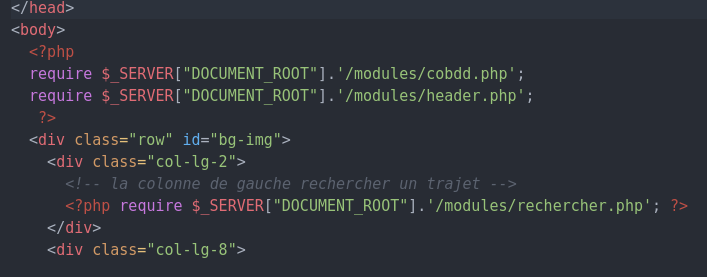 </head>
<body>
<?php
require $_SERVER["DOCUMENT_ROOT"].'/modules/cobdd.php';
require $_SERVER["DOCUMENT_ROOT"].'/modules/header.php';
?>
<div class="row" id="bg-img">
<div class="col-lg-2">
<!-- la colonne de gauche rechercher un trajet -->
<?php require $_SERVER["DOCUMENT_ROOT"].'/modules/rechercher.php'; ?>
</div>
<div class="col-lg-8">